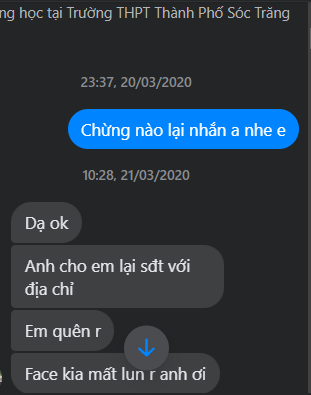 ng học tại Trường THPT Thành Phố Sóc Trăng
23:37, 20/03/2020
Chừng nào lại nhắn a nhe e
10:28, 21/03/2020
Dạ ok
Anh cho em lại sđt với
địa chỉ
Em quên r
Face kia mất lun r anh ơi